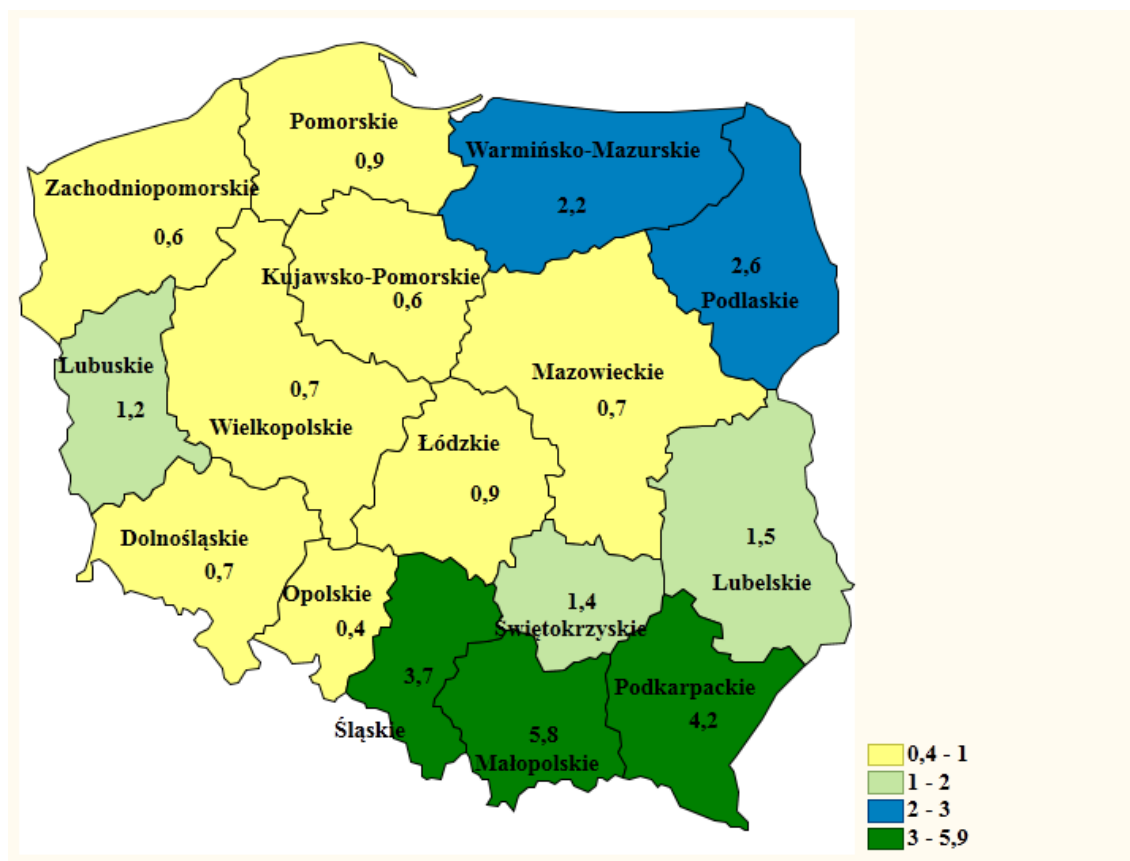 Pomorskie
0,9
Warmińsko-Mazurskie
2,2
Zachodniopomorskie
0,6
Kujawsko-Pomorskie
0,6
2,6
Podlaskie
Lubuskie
1,2
0,7
Wielkopolskie
Mazowieckie
0,7
Łódzkie
0,9
Dolnośląskie
0,7
Opolskie
0,4
1,4
Świętokrzyskie
1,5
Lubelskie
3,7
Śląskie
5,8
Małopolskie
Podkarpackie
4,2
0,4 - 1
1 - 2
2 - 3
3 - 5,9